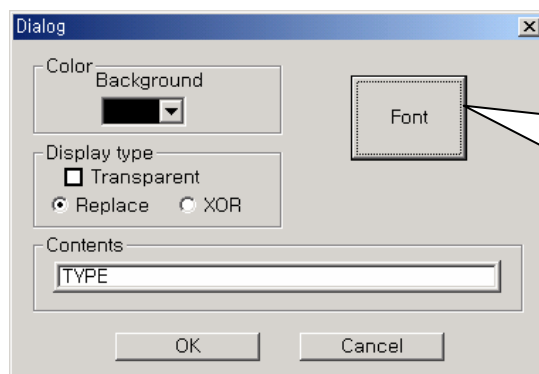 Dialog
Color
Background
Font
Display type
Transparent
Replace XOR
Contents
TYPE
OK Cancel